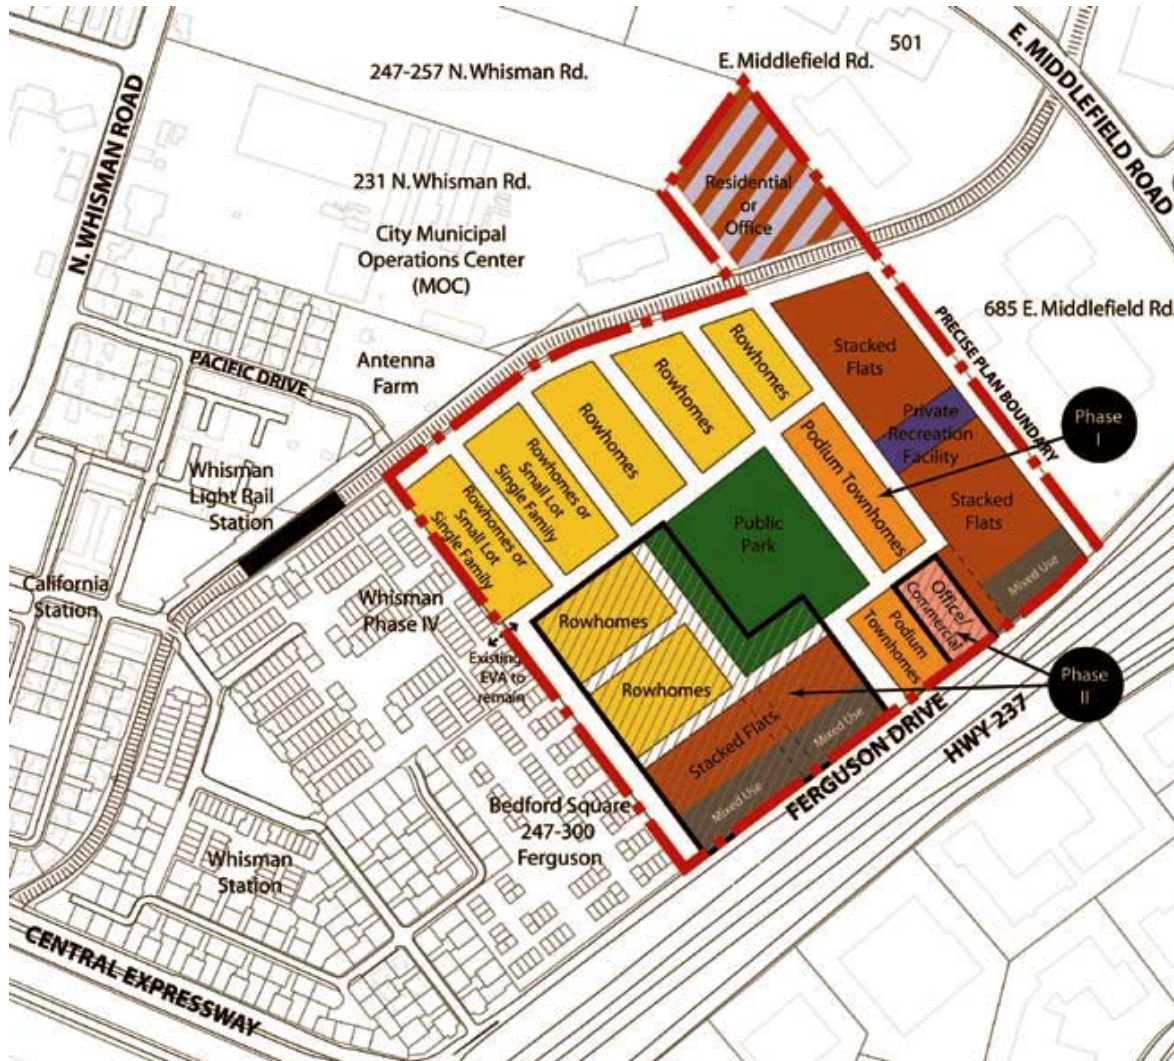 501
E. Middlefield Rd.
247-257 N. Whisman Rd.
E. MIDDLEFIELD ROAD
N. WHISMAN ROAD
231 N. Whisman Rd.
Residential
or
Office
City Municipal
Operations Center
(MOC)
685 E. Middlefield Rd.
PRECISE PLAN BOUNDARY
Rowhomes
Stacked
Flats
PACIFIC DRIVE
Antenna
Farm
Rowhomes
Rowhomes
Private
Recreation
Facility
Phase
I
Podium Townhomes
Rowhomes or
Small Lot
Single Family
Whisman
Light Rail
Station
Rowhomes or
Small Lot
Single Family
Stacked
Flats
Public
Park
Mixed Use
California
Station
Whisman
Phase IV
Office/
Commercial
Rowhomes
Podium
Townhomes
Existing
EVA to
remain
Rowhomes
Phase
II
Stacked Flats
Mixed Use
Mixed Use
FERGUSON DRIVE
HWY 237
Bedford Square
247-300
Ferguson
Whisman
Station
CENTRAL EXPRESSWAY